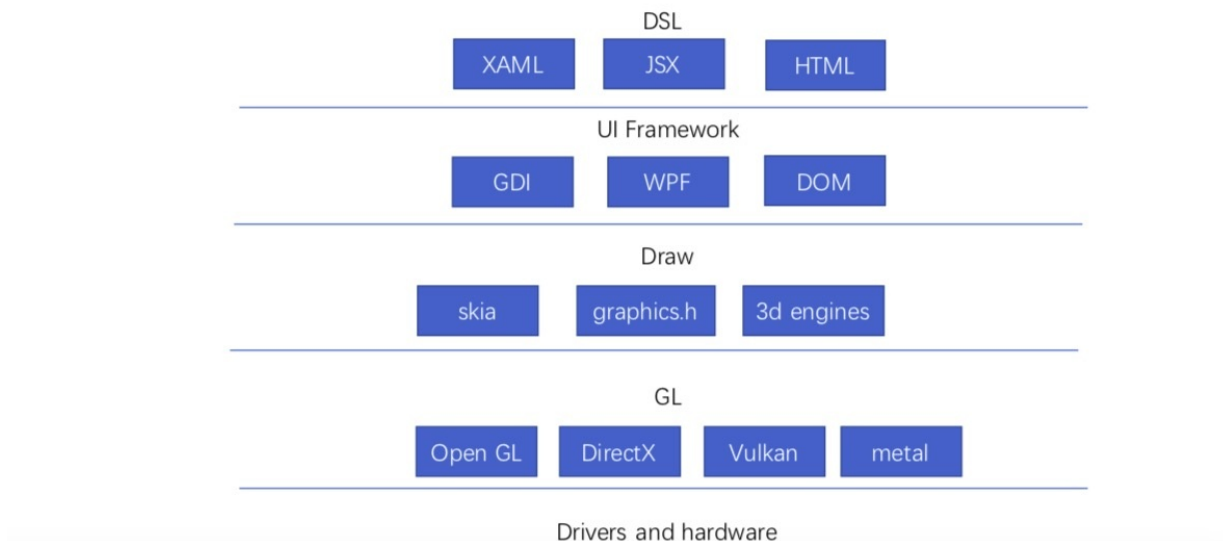 DSL
XAML JSX HTML
UI Framework
GDI WPF DOM
Draw
skia graphics.h 3d engines
GL
Open GL DirectX Vulkan metal
Drivers and hardware